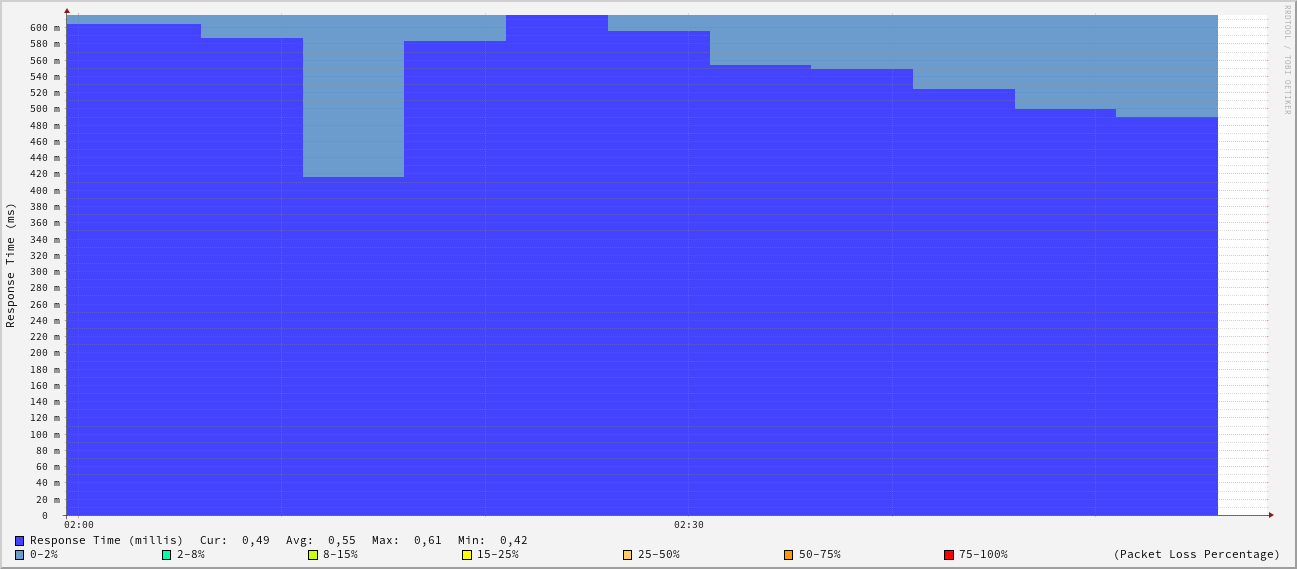 RRDTOOL / TOBI OETIKER
Response Time (ms)
600 m
580 m
560 m
540 m
520 m
500 m
480 m
460 m
440 m
420 m
400 m
380 m
360 m
340 m
320 m
300 m
280 m
260 m
240 m
220 m
200 m
180 m
160 m
140 m
120 m
100 m
80 m
60 m
40 m
20 m
0
02:00 02:30
Response Time (millis) Cur: 0,49 Avg: 0,55 Max: 0,61 Min: 0,42
0-2% 2-8% 8-15% 15-25% 25-50% 50-75% 75-100% (Packet Loss Percentage)